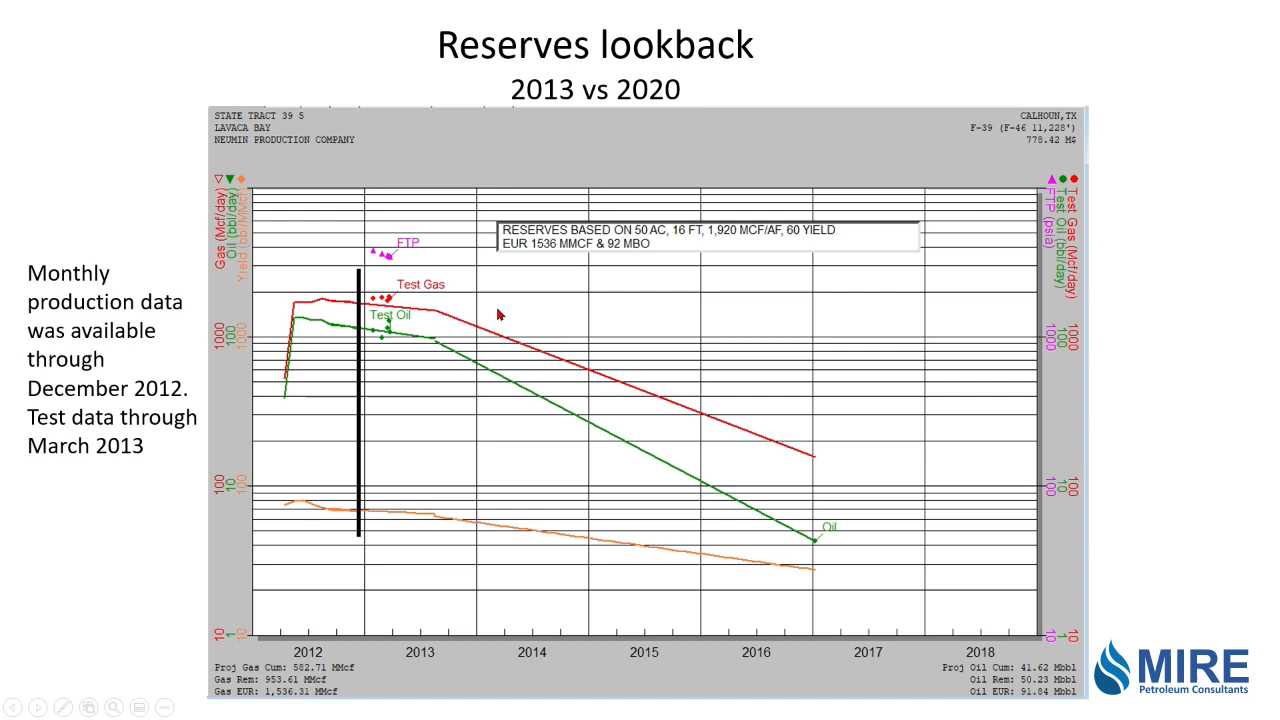 Reserves lookback
2013 vs 2020
STATE TRACT 39 5
LAVACA BAY
NEUMIN PRODUCTION COMPANY
CALHOUN,TX
F-39 (F-46 11,228')
778.42 M$
Gas (Mcf/day)
Oil (bbl/day)
Yield (bbl/MMcf)
FTP (psia)
Test Oil (bbl/day)
Test Gas (Mcf/day)
RESERVES BASED ON 50 AC, 16 FT, 1,920 MCF/AF, 60 YIELD
EUR 1536 MMCF & 92 MBO
FTP
Test Gas
Test Oil
Oil
1000 100 1000
1000 100 1000
100 10 100
100 10 100
10 1 10
10 1 10
2012 2013 2014 2015 2016 2017 2018
Proj Gas Cum: 582.71 MMcf
Gas Rem: 953.61 MMcf
Gas EUR: 1,536.31 MMcf
Proj Oil Cum: 41.62 Mbbl
Oil Rem: 50.23 Mbbl
Oil EUR: 91.84 Mbbl
Monthly
production data
was available
through
December 2012.
Test data through
March 2013
MIRE
Petroleum Consultants